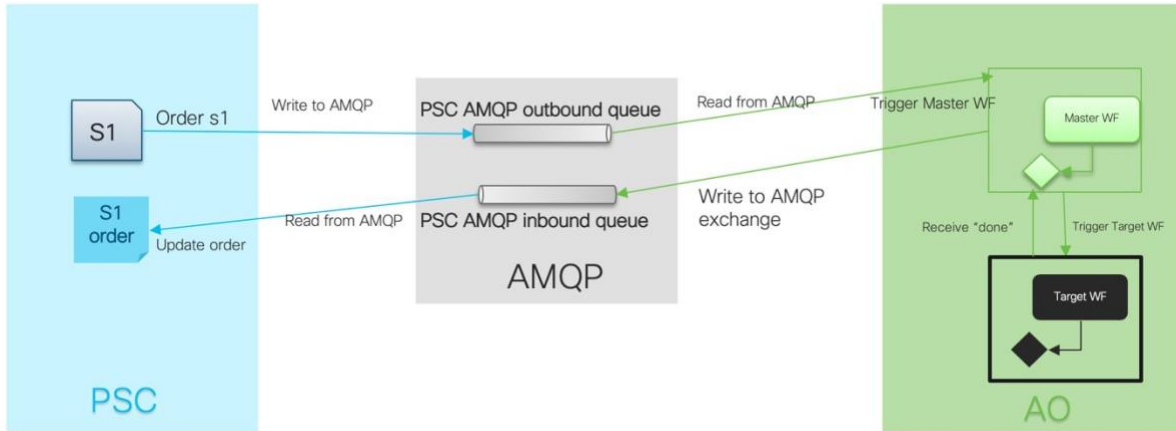 S1
Order s1
Write to AMQP
PSC AMQP outbound queue
Read from AMQP
Trigger Master WF
Master WF
S1
order
Update order
Read from AMQP
PSC AMQP inbound queue
Write to AMQP
exchange
Receive “done”
Trigger Target WF
AMQP
Target WF
PSC
AO